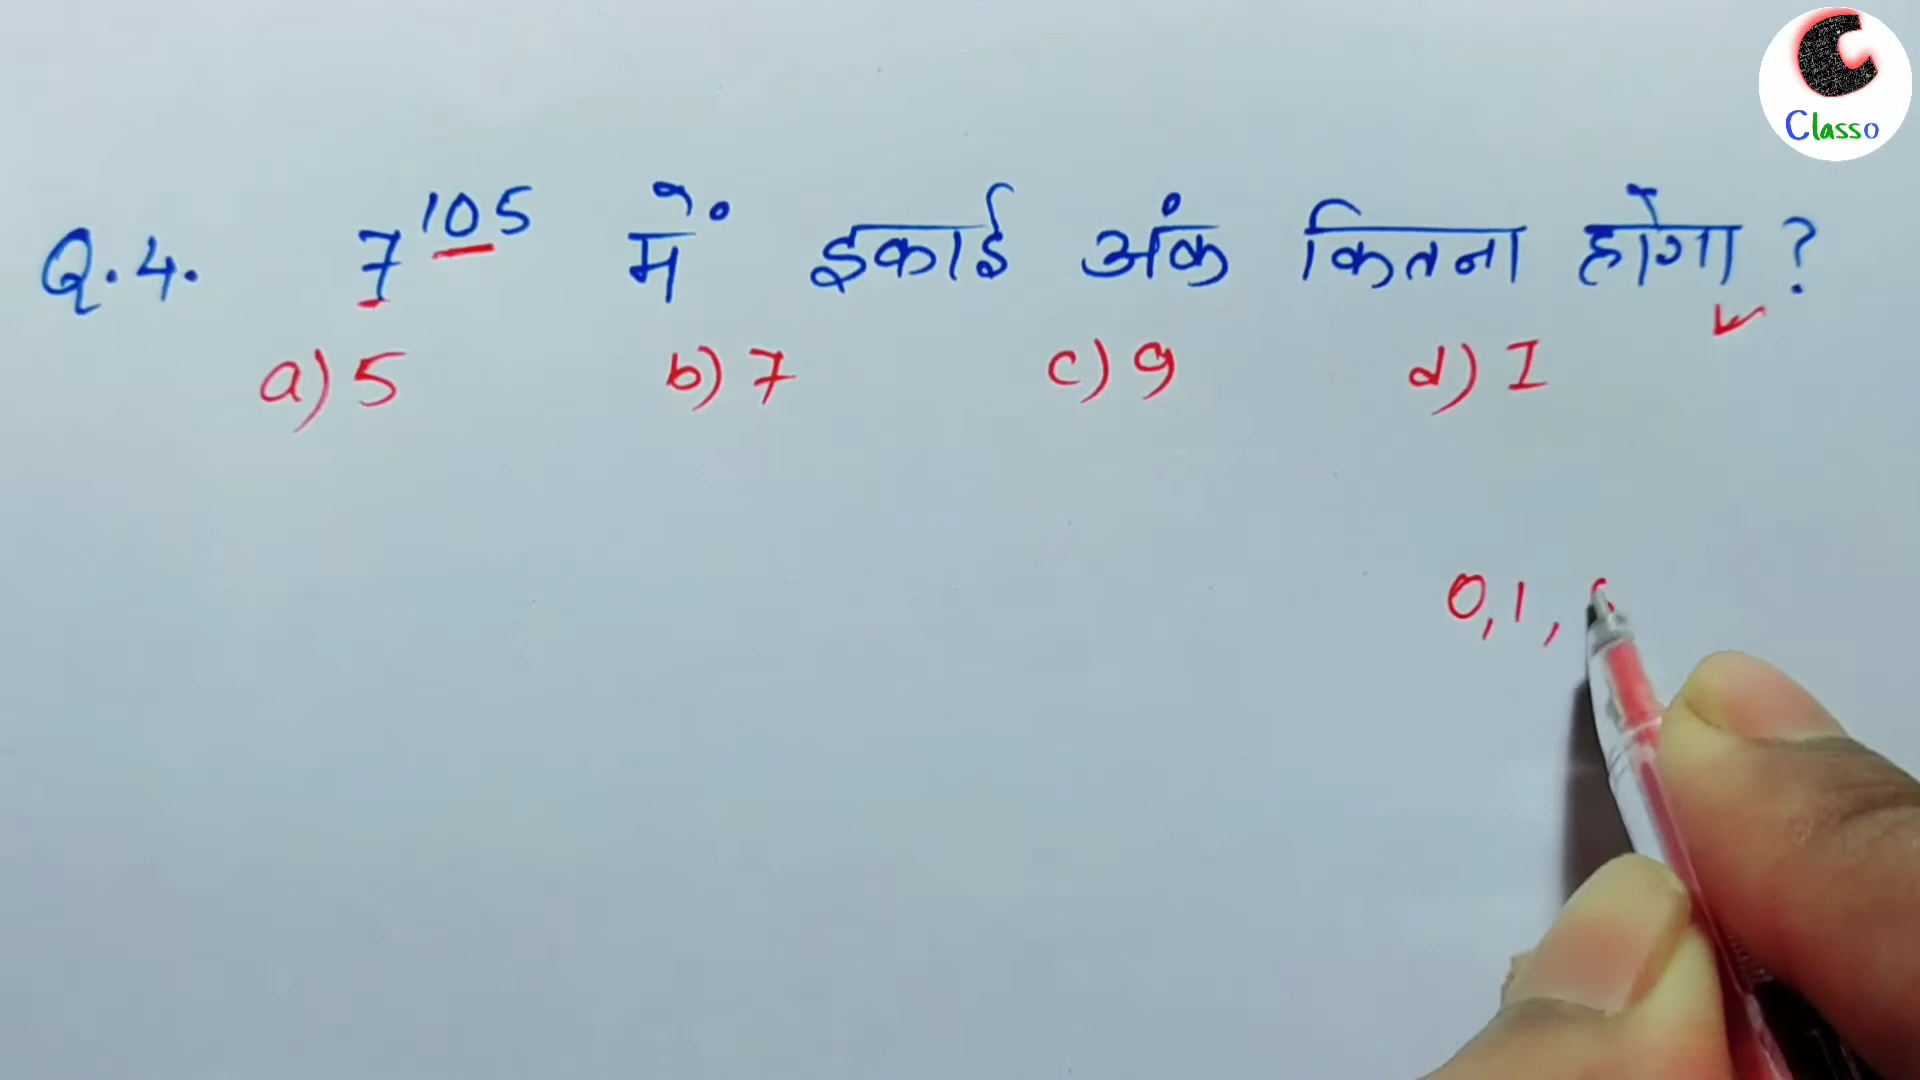 C
Classo
Q.4. 7^105 में इकाई अंक कितना होगा ?
a) 5 b) 7 c) 9 d) 1
0, 1,